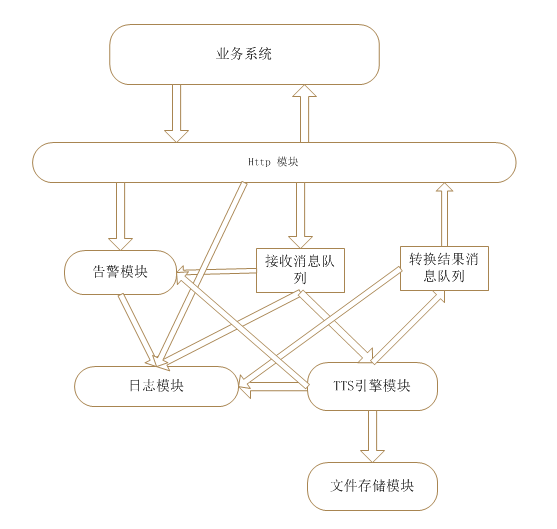 业务系统
Http 模块
告警模块
接收消息队
列
转换结果消
息队列
日志模块
TTS引擎模块
文件存储模块